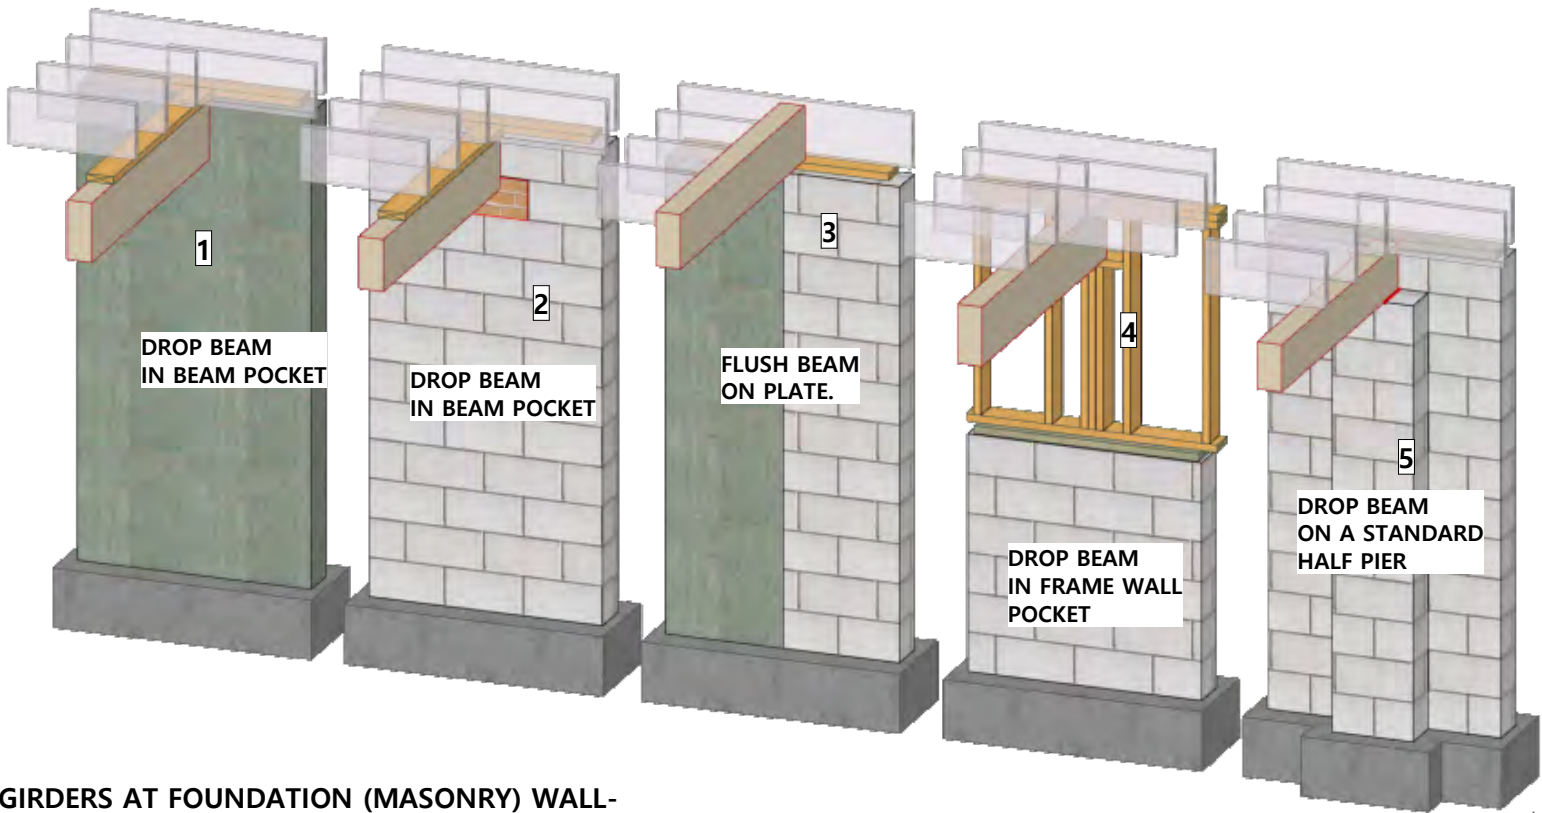 1
DROP BEAM
IN BEAM POCKET
2
DROP BEAM
IN BEAM POCKET
3
FLUSH BEAM
ON PLATE.
4
DROP BEAM
IN FRAME WALL
POCKET
5
DROP BEAM
ON A STANDARD
HALF PIER
GIRDERS AT FOUNDATION (MASONRY) WALL-